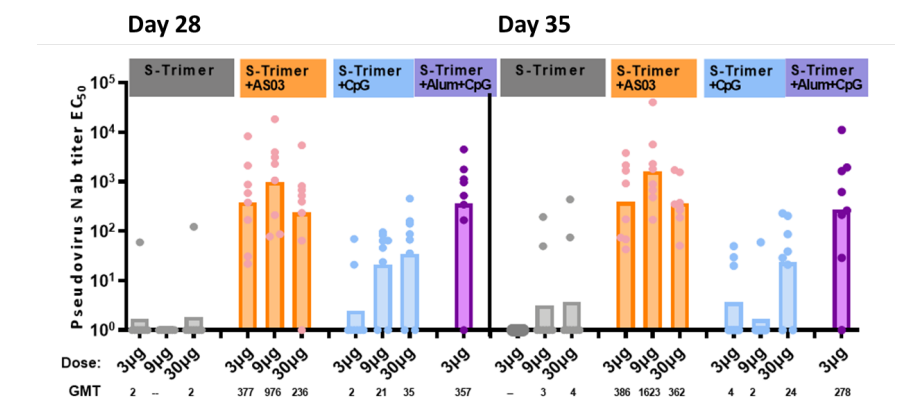 Day 28 Day 35
S-Trimer S-Trimer S-Trimer S-Trimer S-Trimer S-Trimer S-Trimer S-Trimer
+AS03 +CpG +Alum+CpG +AS03 +CpG +Alum+CpG
Pseudovirus Nab titer EC50
10^5
10^4
10^3
10^2
10^1
10^0
Dose: 3µg 9µg 30µg 3µg 9µg 30µg 3µg 9µg 30µg 3µg 3µg 9µg 30µg 3µg 9µg 30µg 3µg 9µg 30µg 3µg
GMT 2 -- 2 377 976 236 2 21 35 357 -- 3 4 386 1623 362 4 2 24 278